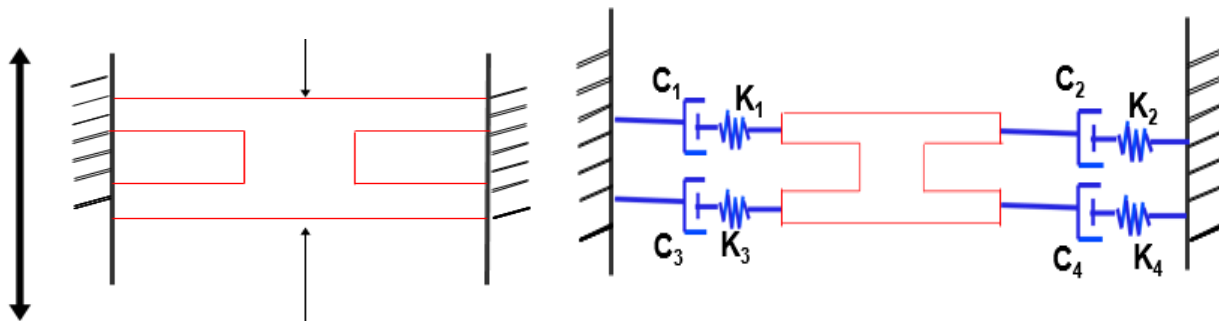 C₁ K₁ C₂ K₂
C₃ K₃ C₄ K₄